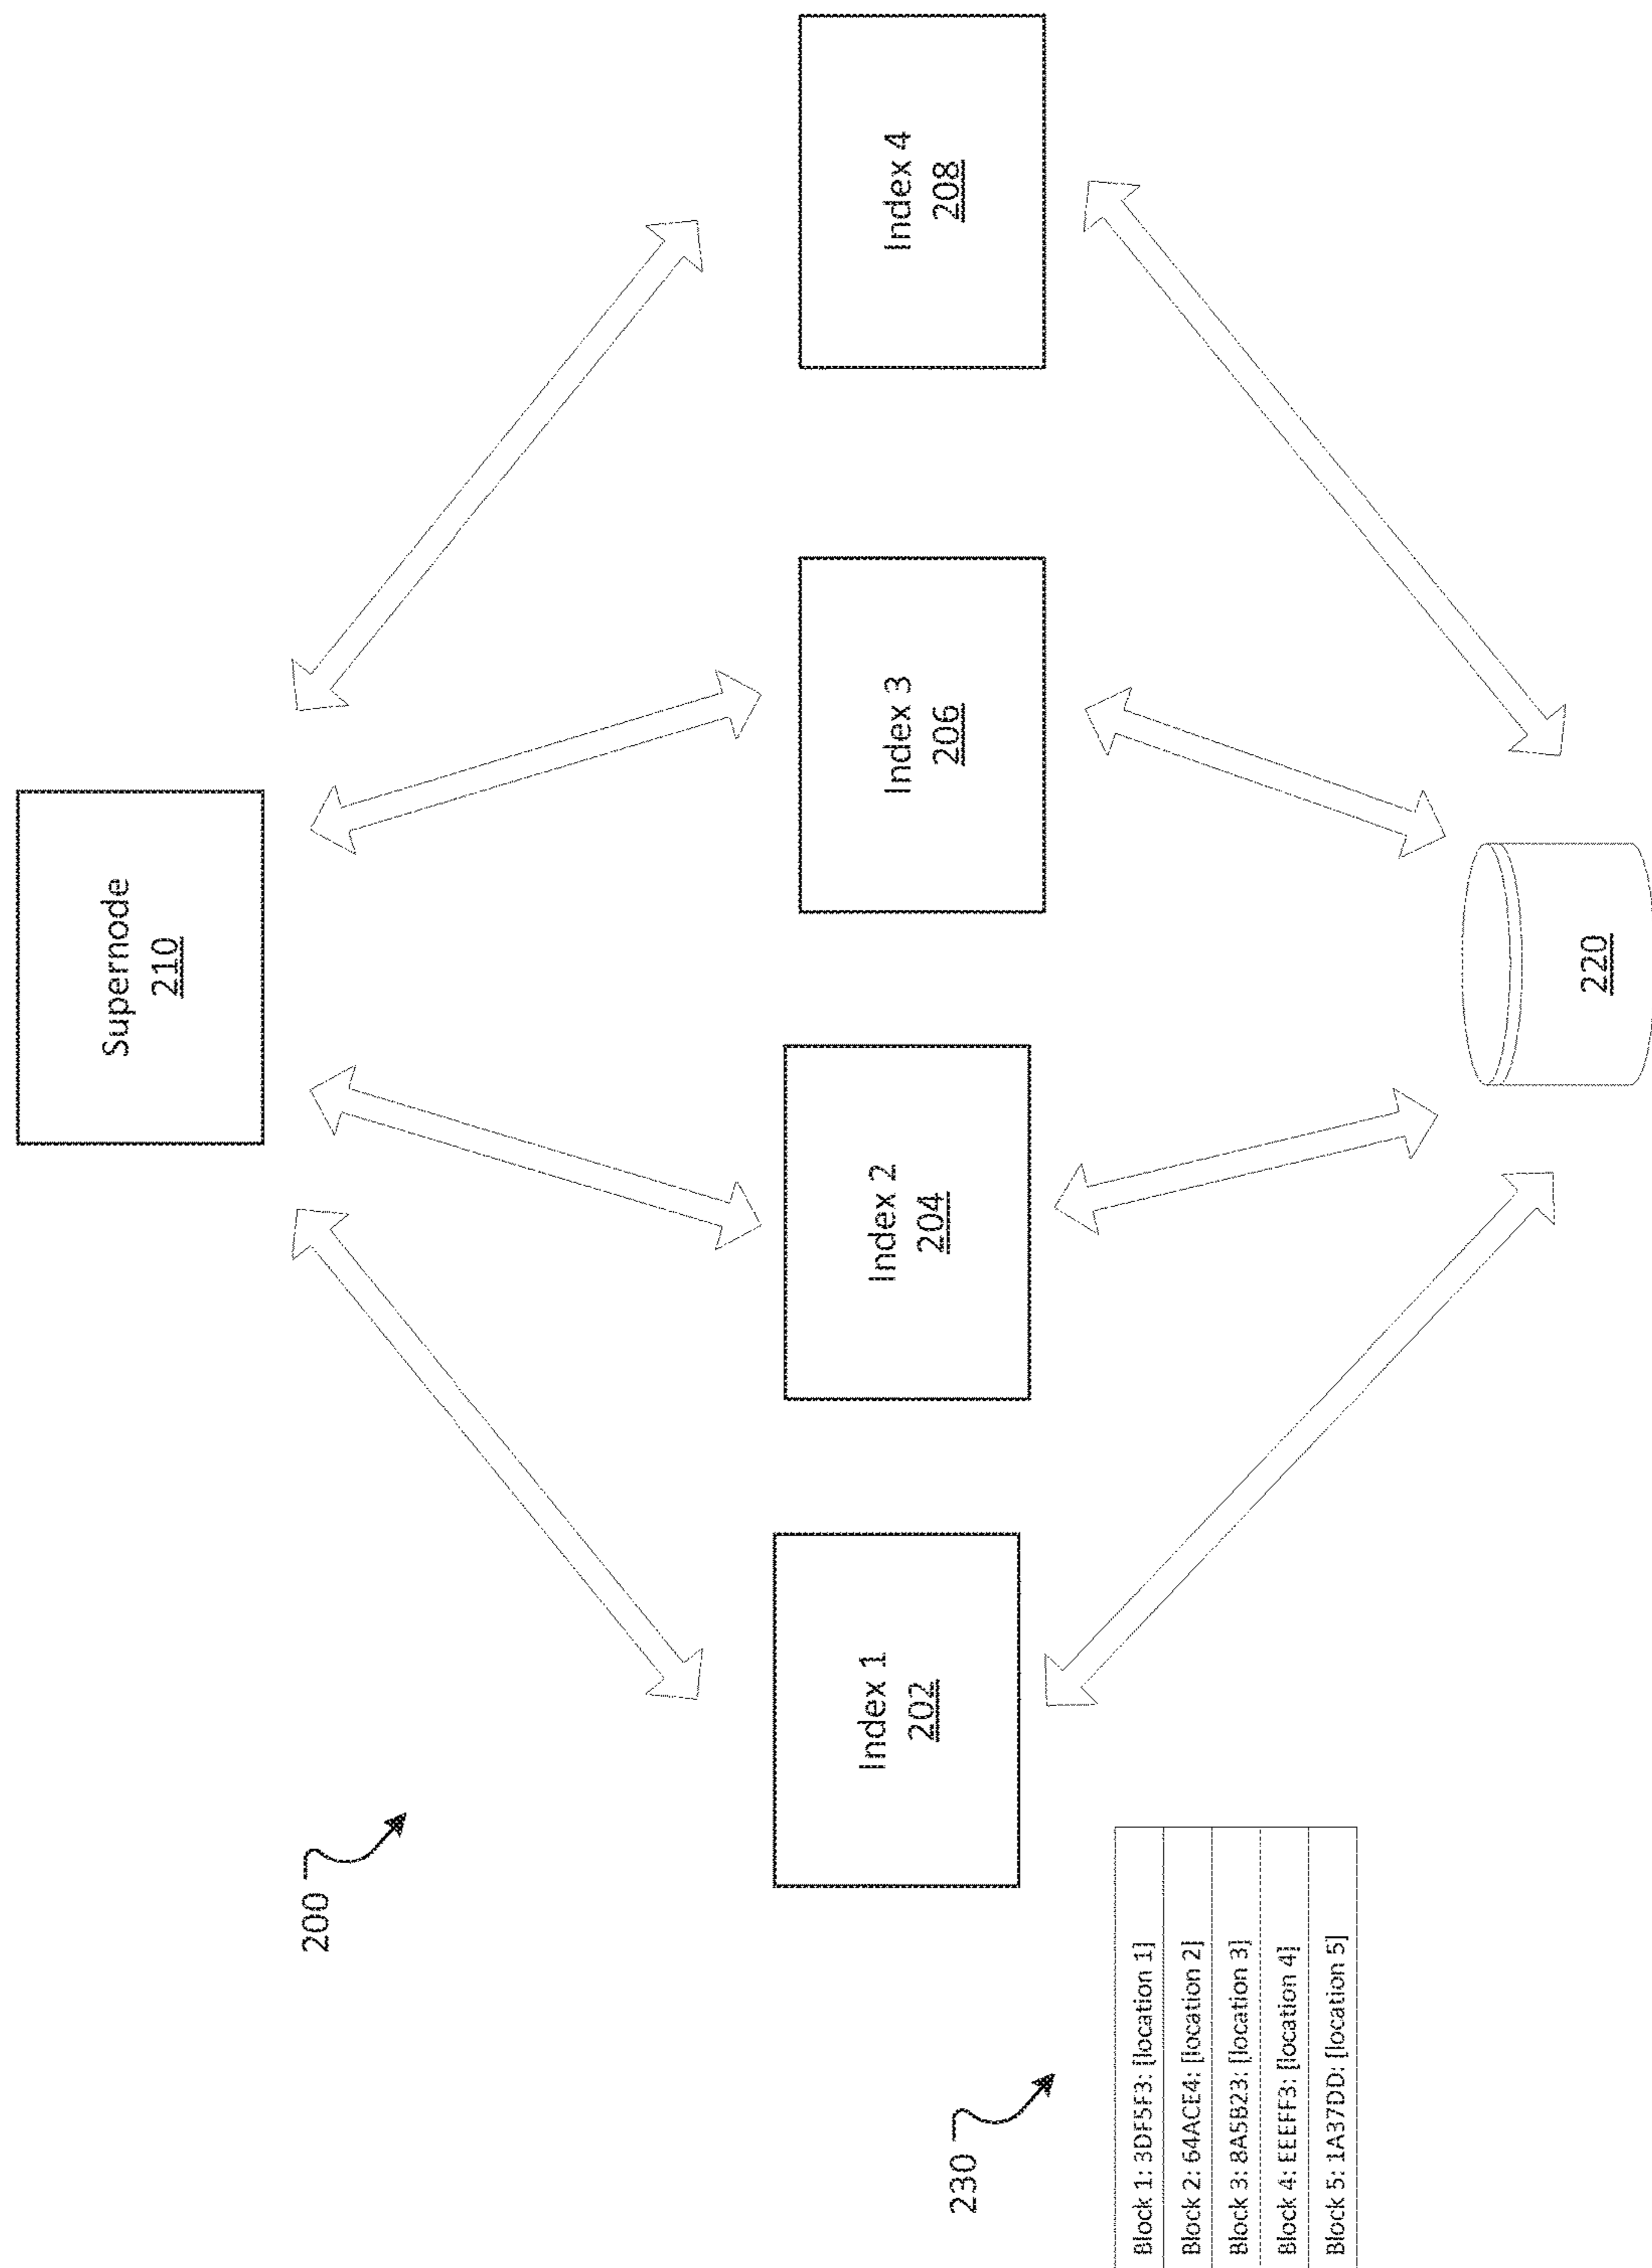 200
Supernode
210
Index 1
202
Index 2
204
Index 3
206
Index 4
208
230
Block 1: 3DF5F3: [location 1]
Block 2: 64ACE4: [location 2]
Block 3: 8A5B23: [location 3]
Block 4: EEEFF3: [location 4]
Block 5: 1A37DD: [location 5]
220